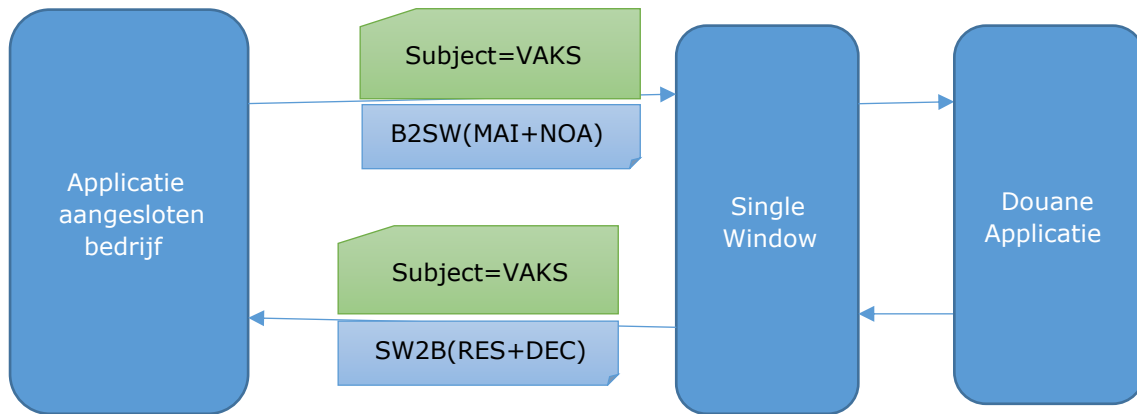 Subject=VAKS
B2SW(MAI+NOA)
Applicatie
aangesloten
bedrijf
Single
Window
Douane
Applicatie
Subject=VAKS
SW2B(RES+DEC)